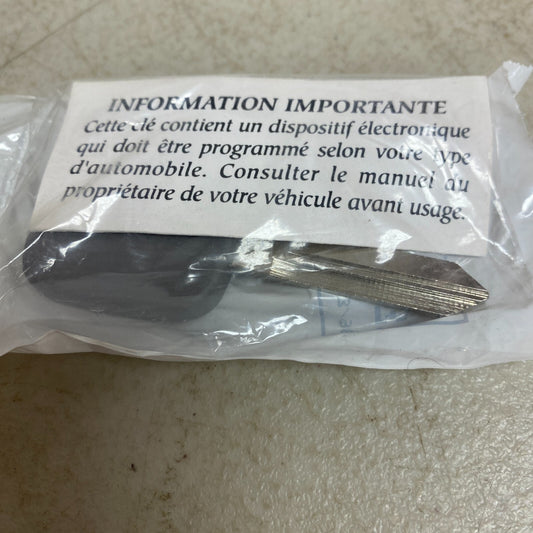 INFORMATION IMPORTANTE
Cette clé contient un dispositif électronique
qui doit être programmé selon votre type
d'automobile. Consulter le manuel du
propriétaire de votre véhicule avant usage.